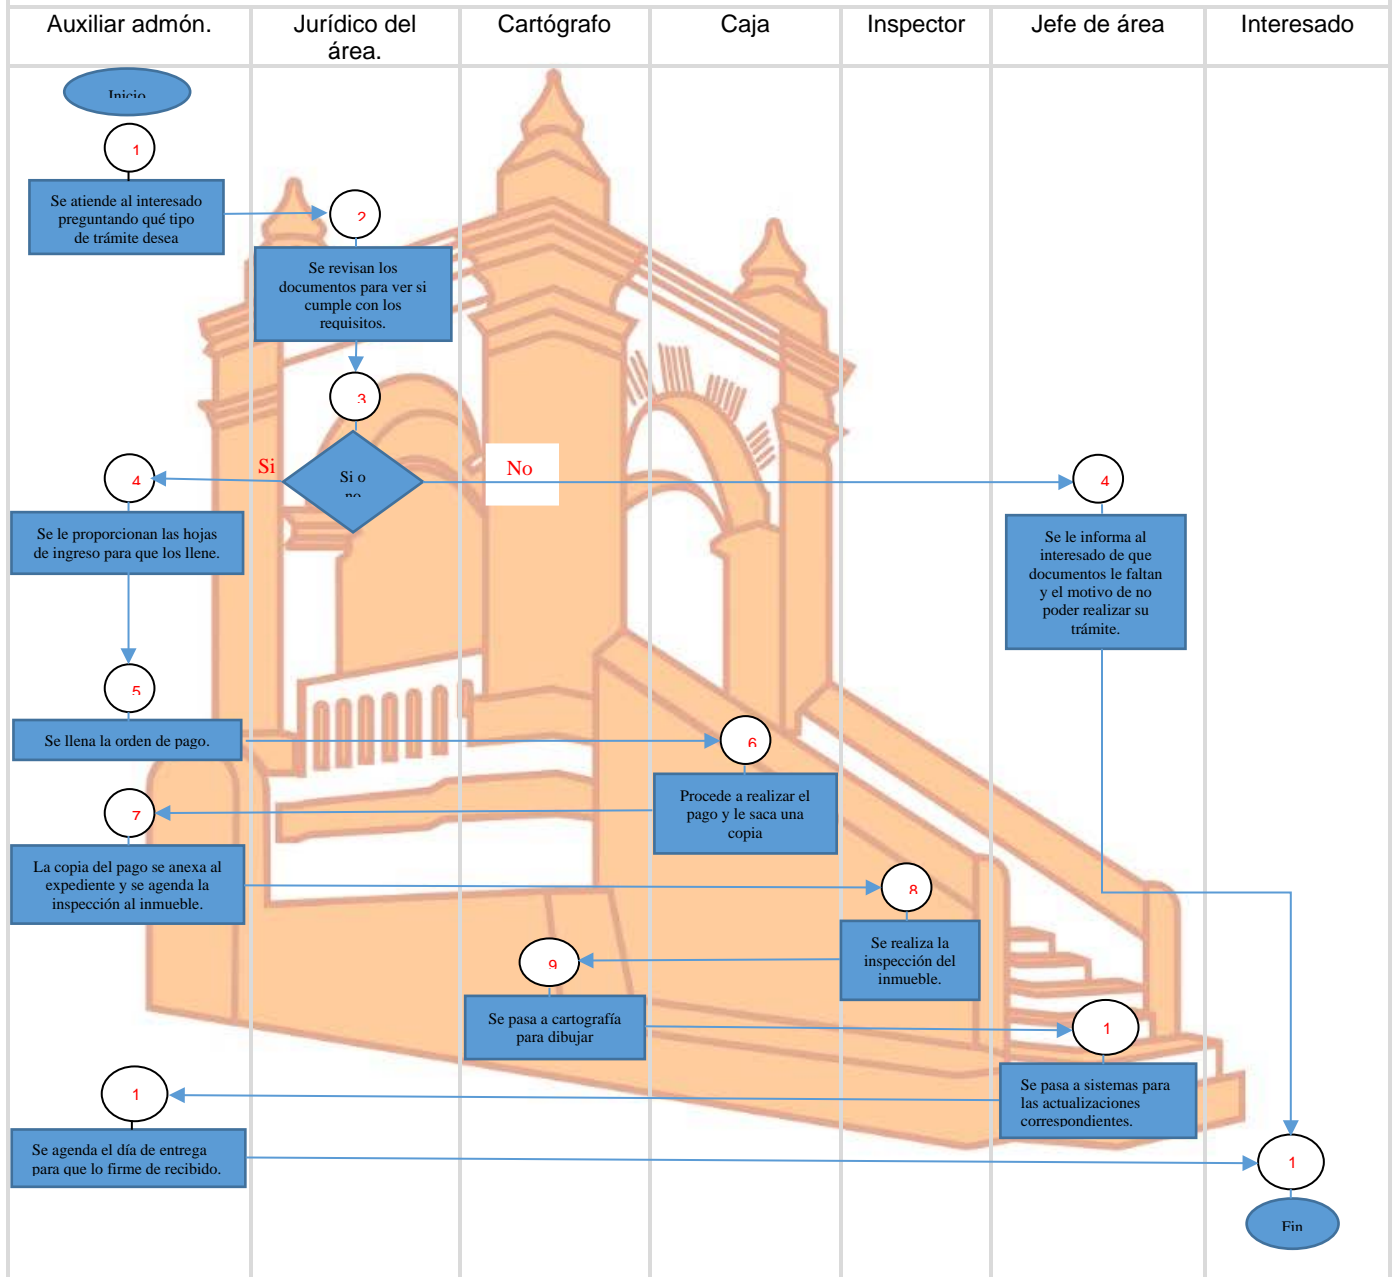 Auxiliar admón.
Jurídico del
área.
Cartógrafo
Caja
Inspector
Jefe de área
Interesado
Inicio
1
Se atiende al interesado
preguntando qué tipo
de trámite desea
2
Se revisan los
documentos para ver si
cumple con los
requisitos.
3
Si
Si o
no
No
4
Se le proporcionan las hojas
de ingreso para que los llene.
4
Se le informa al
interesado de que
documentos le faltan
y el motivo de no
poder realizar su
trámite.
5
Se llena la orden de pago.
6
Procede a realizar el
pago y le saca una
copia
7
La copia del pago se anexa al
expediente y se agenda la
inspección al inmueble.
8
Se realiza la
inspección del
inmueble.
9
Se pasa a cartografía
para dibujar
1
Se pasa a sistemas para
las actualizaciones
correspondientes.
1
Se agenda el día de entrega
para que lo firme de recibido.
1
Fin